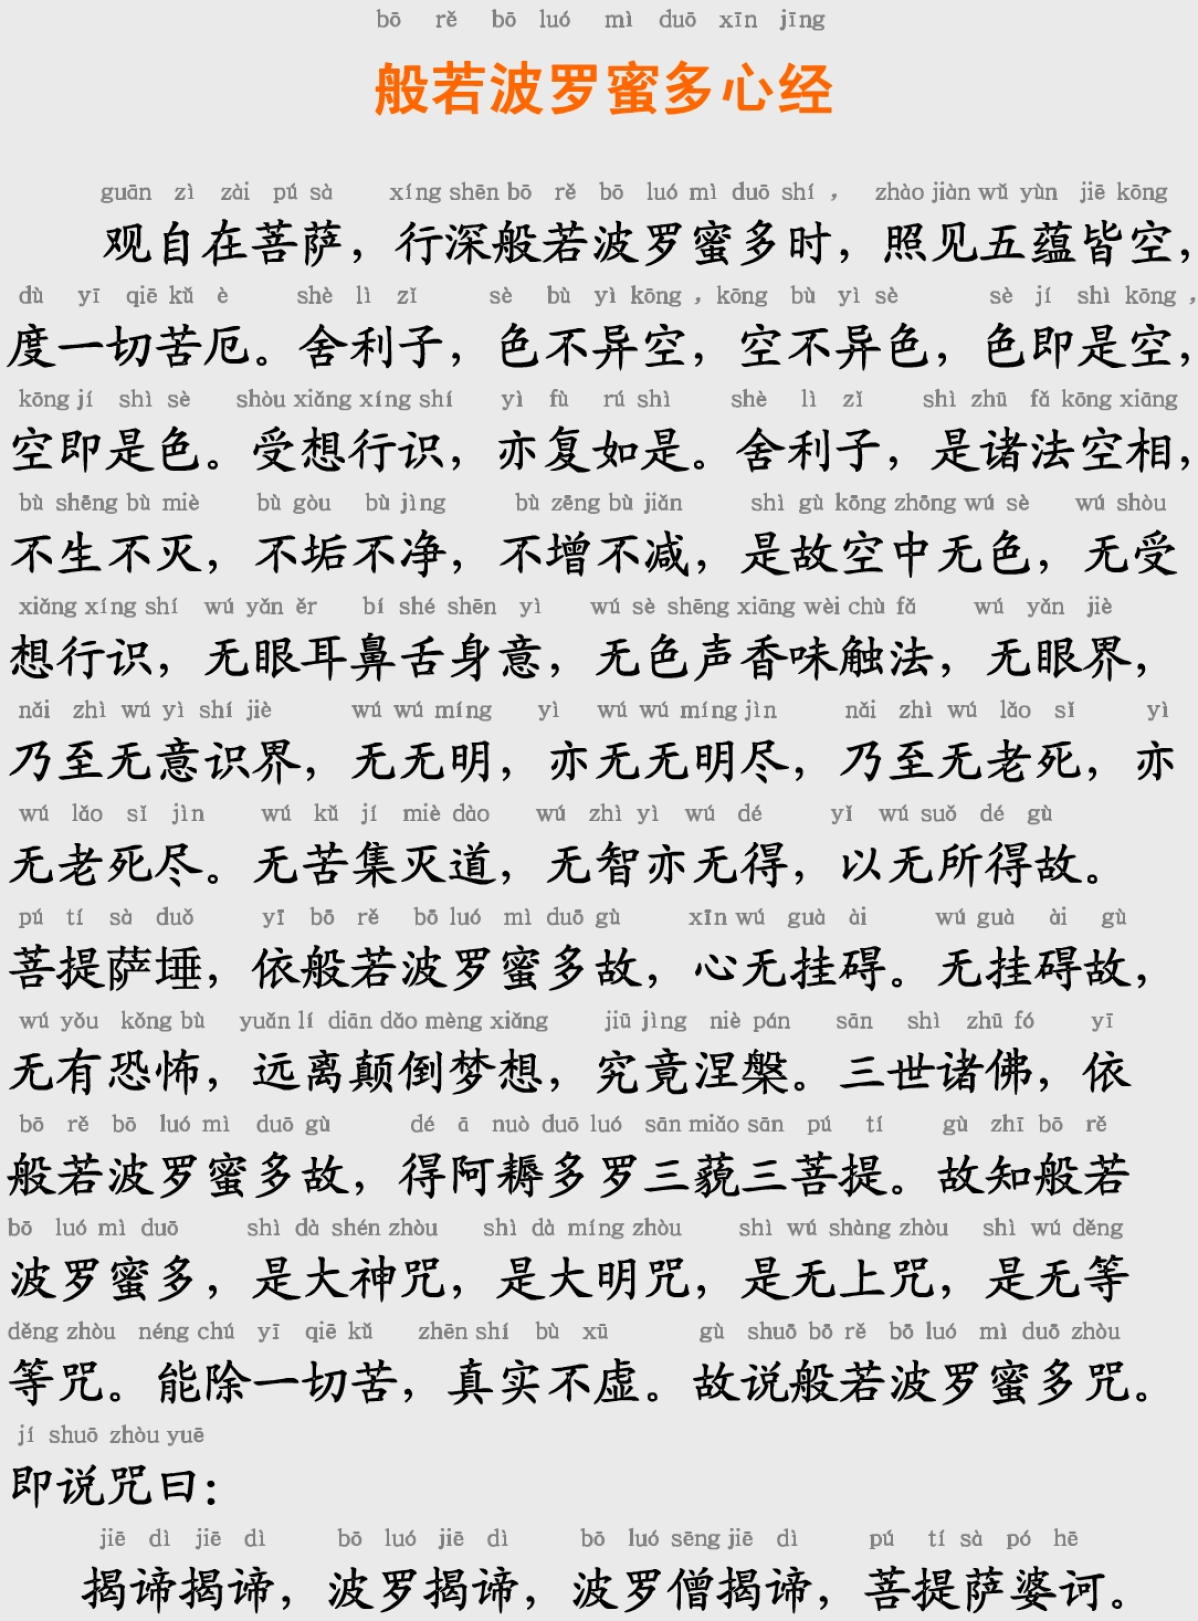 bō rě bō luó mì duō xīn jīng
般若波罗蜜多心经
guān zì zài pú sà xíng shēn bō rě bō luó mì duō shí， zhào jiàn wǔ yùn jiē kōng
观自在菩萨，行深般若波罗蜜多时，照见五蕴皆空，
dù yī qiē kǔ è shè lì zǐ sè bù yì kōng，kōng bù yì sè sè jí shì kōng，
度一切苦厄。舍利子，色不异空，空不异色，色即是空，
kōng jí shì sè shòu xiǎng xíng shí yì fù rú shì shè lì zǐ shì zhū fǎ kōng xiāng
空即是色。受想行识，亦复如是。舍利子，是诸法空相，
bù shēng bù miè bù gòu bù jìng bù zēng bù jiǎn shì gù kōng zhōng wú sè wú shòu
不生不灭，不垢不净，不增不减，是故空中无色，无受
xiǎng xíng shí wú yǎn ěr bí shé shēn yì wú sè shēng xiāng wèi chù fǎ wú yǎn jiè
想行识，无眼耳鼻舌身意，无色声香味触法，无眼界，
nǎi zhì wú yì shí jiè wú wú míng yì wú wú míng jìn nǎi zhì wú lǎo sǐ yì
乃至无意识界，无无明，亦无无明尽，乃至无老死，亦
wú lǎo sǐ jìn wú kǔ jí miè dào wú zhì yì wú dé yǐ wú suǒ dé gù
无老死尽。无苦集灭道，无智亦无得，以无所得故。
pú tí sà duǒ yī bō rě bō luó mì duō gù xīn wú guà ài wú guà ài gù
菩提萨埵，依般若波罗蜜多故，心无挂碍。无挂碍故，
wú yǒu kǒng bù yuǎn lí diān dǎo mèng xiǎng jiū jìng niè pán sān shì zhū fó yī
无有恐怖，远离颠倒梦想，究竟涅槃。三世诸佛，依
bō rě bō luó mì duō gù dé ā nuò duō luó sān miǎo sān pú tí gù zhī bō rě
般若波罗蜜多故，得阿耨多罗三藐三菩提。故知般若
bō luó mì duō shì dà shén zhòu shì dà míng zhòu shì wú shàng zhòu shì wú děng
波罗蜜多，是大神咒，是大明咒，是无上咒，是无等
děng zhòu néng chú yī qiē kǔ zhēn shí bù xū gù shuō bō rě bō luó mì duō zhòu
等咒。能除一切苦，真实不虚。故说般若波罗蜜多咒。
jí shuō zhòu yuē
即说咒曰：
jiē dì jiē dì bō luó jiē dì bō luó sēng jiē dì pú tí sà pó hē
揭谛揭谛，波罗揭谛，波罗僧揭谛，菩提萨婆诃。